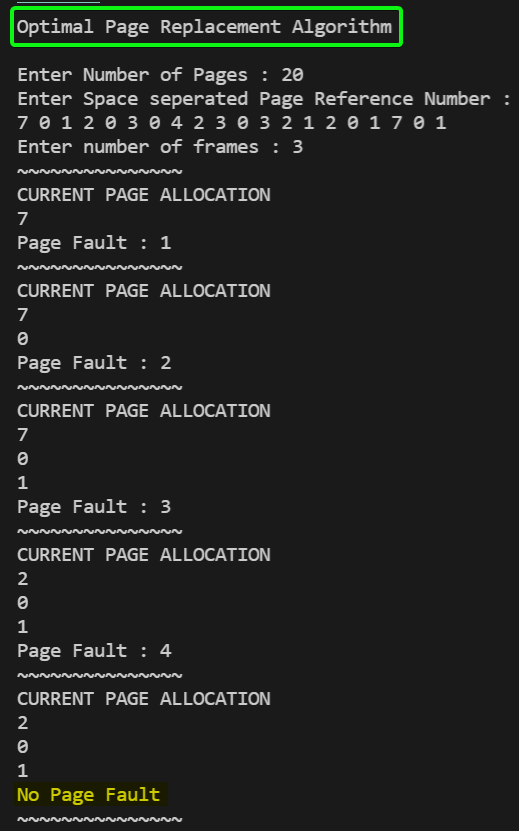 Optimal Page Replacement Algorithm
Enter Number of Pages : 20
Enter Space seperated Page Reference Number :
7 0 1 2 0 3 0 4 2 3 0 3 2 1 2 0 1 7 0 1
Enter number of frames : 3
~~~~~~~~~~~~~~~
CURRENT PAGE ALLOCATION
7
Page Fault : 1
~~~~~~~~~~~~~~~
CURRENT PAGE ALLOCATION
7
0
Page Fault : 2
~~~~~~~~~~~~~~~
CURRENT PAGE ALLOCATION
7
0
1
Page Fault : 3
~~~~~~~~~~~~~~~
CURRENT PAGE ALLOCATION
2
0
1
Page Fault : 4
~~~~~~~~~~~~~~~
CURRENT PAGE ALLOCATION
2
0
1
No Page Fault
~~~~~~~~~~~~~~~